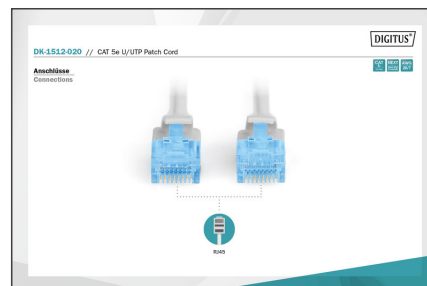 DIGITUS®
DK-1512-020 // CAT 5e U/UTP Patch Cord
Anschlüsse
Connections
RJ45